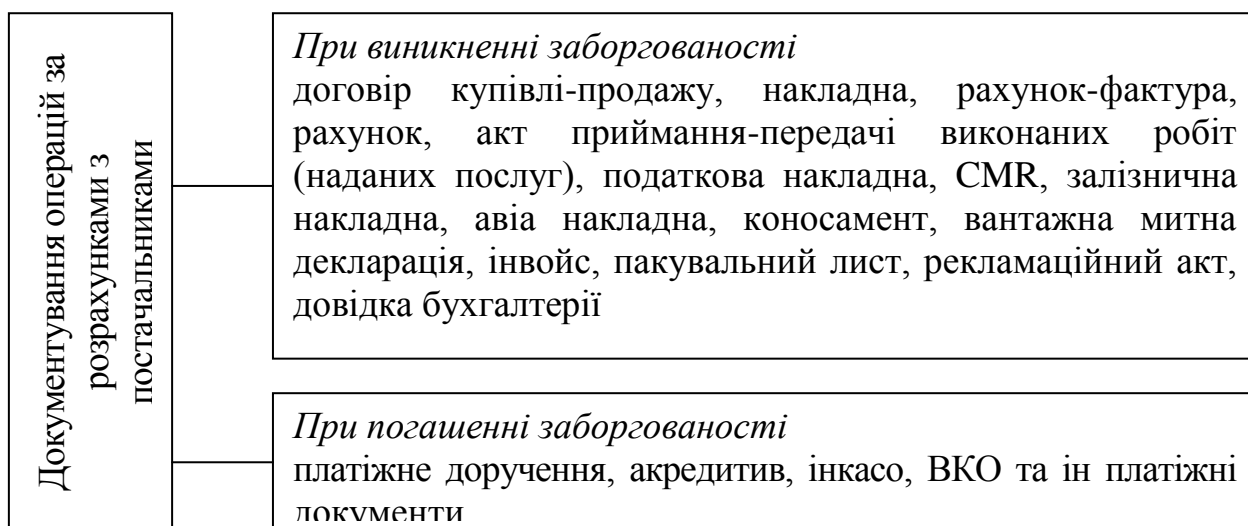 Документування операцій за
розрахунками з
постачальниками
При виникненні заборгованості
договір купівлі-продажу, накладна, рахунок-фактура,
рахунок, акт приймання-передачі виконаних робіт
(наданих послуг), податкова накладна, CMR, залізнична
накладна, авіа накладна, коносамент, вантажна митна
декларація, інвойс, пакувальний лист, рекламаційний акт,
довідка бухгалтерії
При погашенні заборгованості
платіжне доручення, акредитив, інкасо, ВКО та ін платіжні
документи